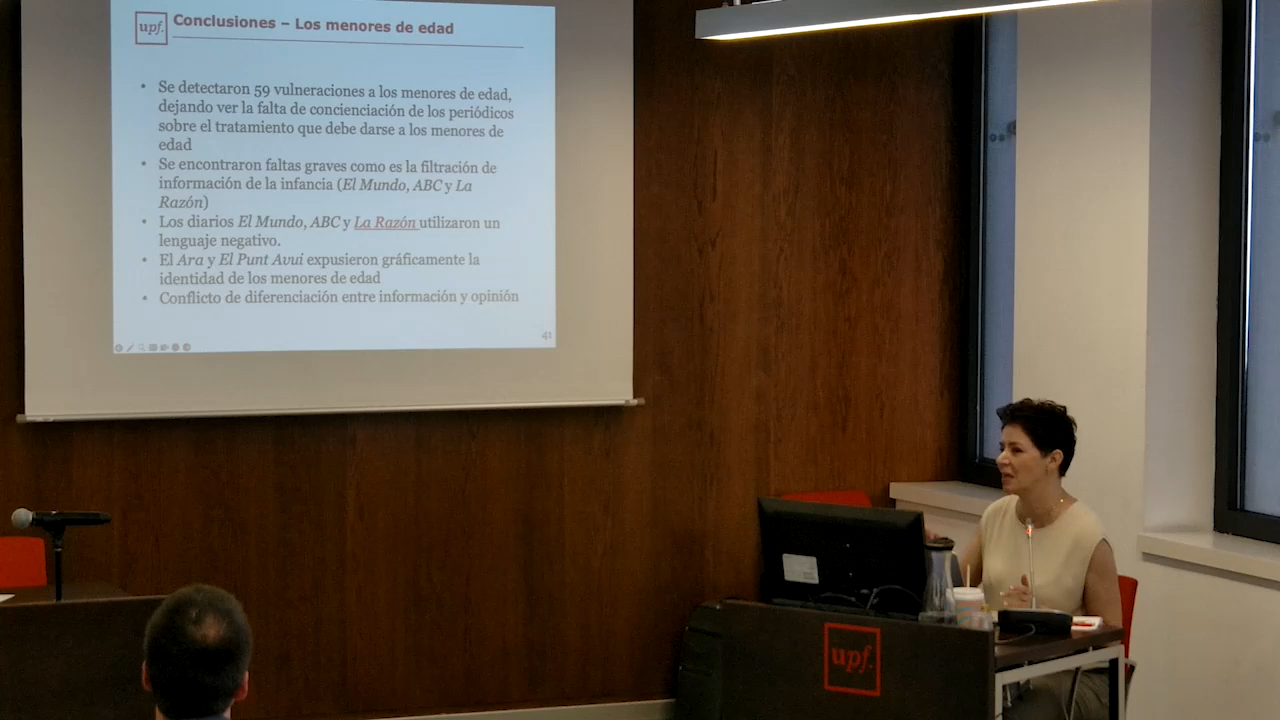 upf.
Conclusiones – Los menores de edad
• Se detectaron 59 vulneraciones a los menores de edad,
dejando ver la falta de concienciación de los periódicos
sobre el tratamiento que debe darse a los menores de
edad
• Se encontraron faltas graves como es la filtración de
información de la infancia (El Mundo, ABC y La
Razón)
• Los diarios El Mundo, ABC y La Razón utilizaron un
lenguaje negativo.
• El Ara y El Punt Avui expusieron gráficamente la
identidad de los menores de edad
• Conflicto de diferenciación entre información y opinión
41
upf.